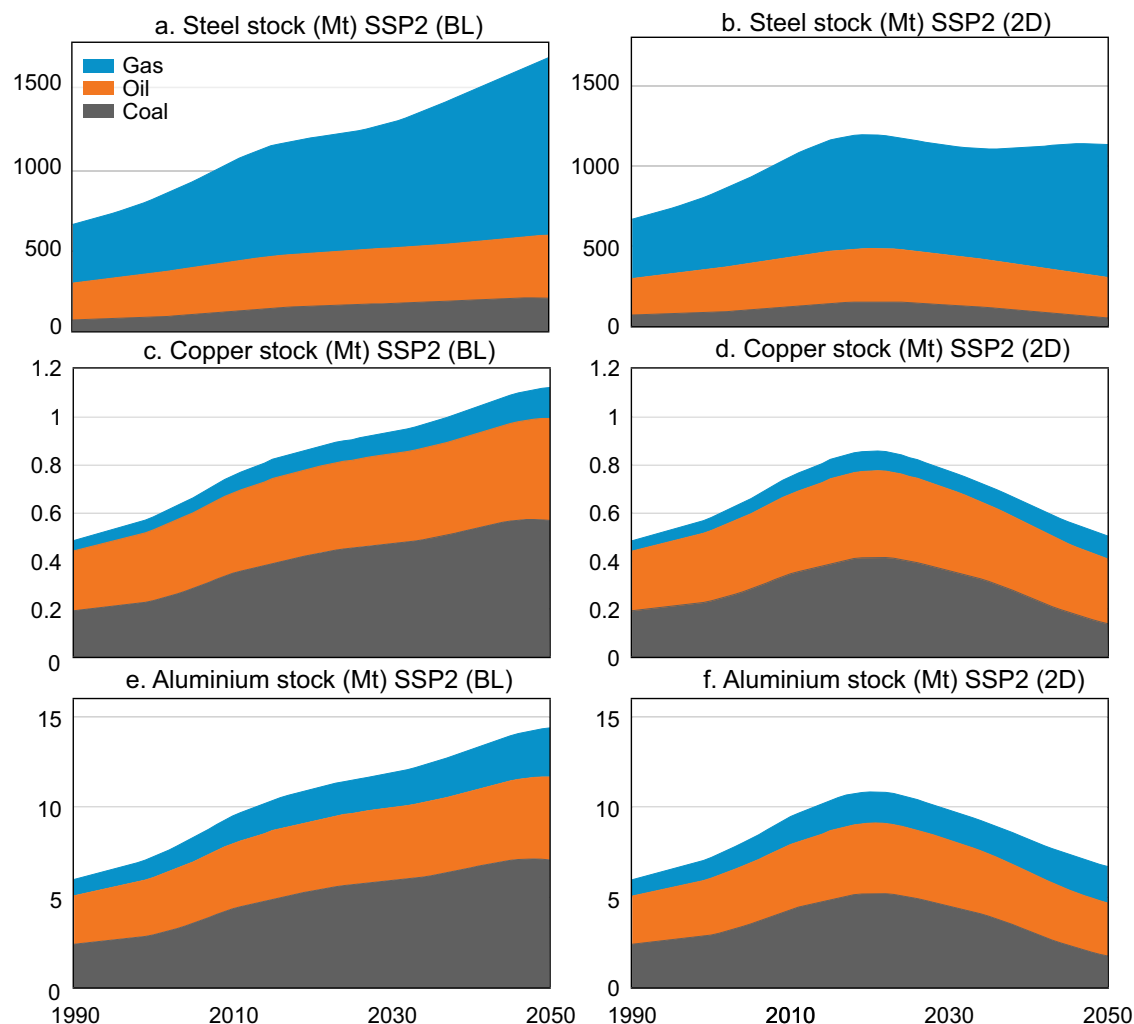 a. Steel stock (Mt) SSP2 (BL)
b. Steel stock (Mt) SSP2 (2D)
Gas
Oil
Coal
1500
1000
500
0
1500
1000
500
0
c. Copper stock (Mt) SSP2 (BL)
d. Copper stock (Mt) SSP2 (2D)
1.2
1
0.8
0.6
0.4
0.2
0
1.2
1
0.8
0.6
0.4
0.2
0
e. Aluminium stock (Mt) SSP2 (BL)
f. Aluminium stock (Mt) SSP2 (2D)
15
10
5
0
15
10
5
0
1990 2010 2030 2050
1990 2010 2030 2050